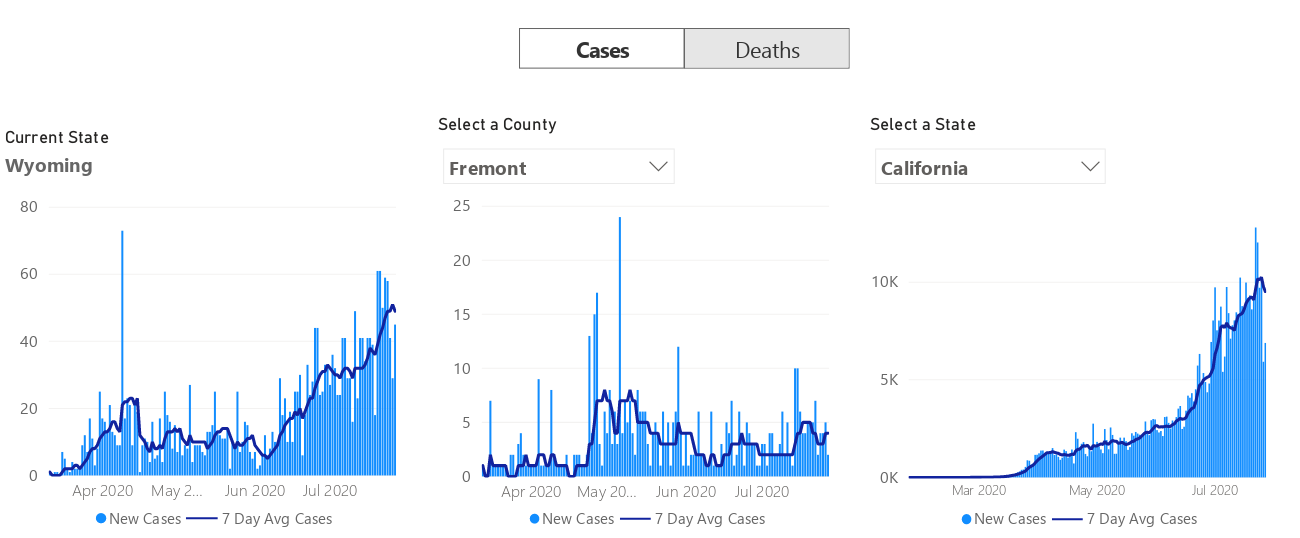 Cases Deaths
Current State
Wyoming
80
60
40
20
0
Apr 2020 May 2... Jun 2020 Jul 2020
New Cases 7 Day Avg Cases
Select a County
Fremont
25
20
15
10
5
0
Apr 2020 May 20... Jun 2020 Jul 2020
New Cases 7 Day Avg Cases
Select a State
California
10K
5K
0K
Mar 2020 May 2020 Jul 2020
New Cases 7 Day Avg Cases